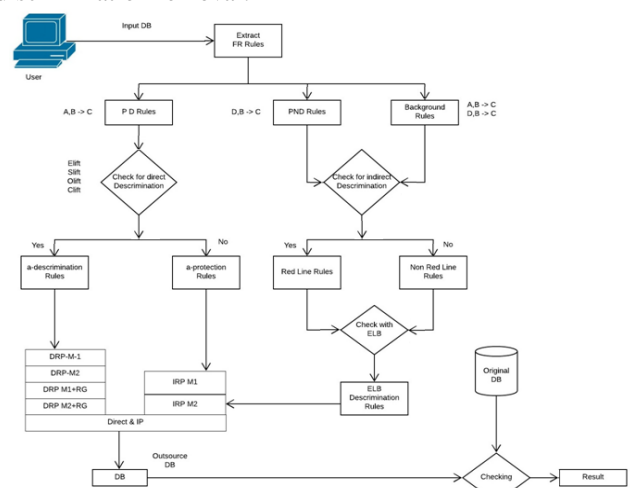 Input DB
Extract
FR Rules
User
A,B -> C
P D Rules
D,B -> C
PND Rules
Background
Rules
A,B -> C
D,B -> C
Elift
Slift
Olift
Clift
Check for direct
Descrimination
Check for indirect
Descrimination
Yes
No
Yes
No
a-descrimination
Rules
a-protection
Rules
Red Line Rules
Non Red Line
Rules
Check with
ELB
Original
DB
DRP-M-1
DRP-M2
DRP M1+RG
DRP M2+RG
IRP M1
IRP M2
ELB
Descrimination
Rules
Direct & IP
Outsource
DB
DB
Checking
Result